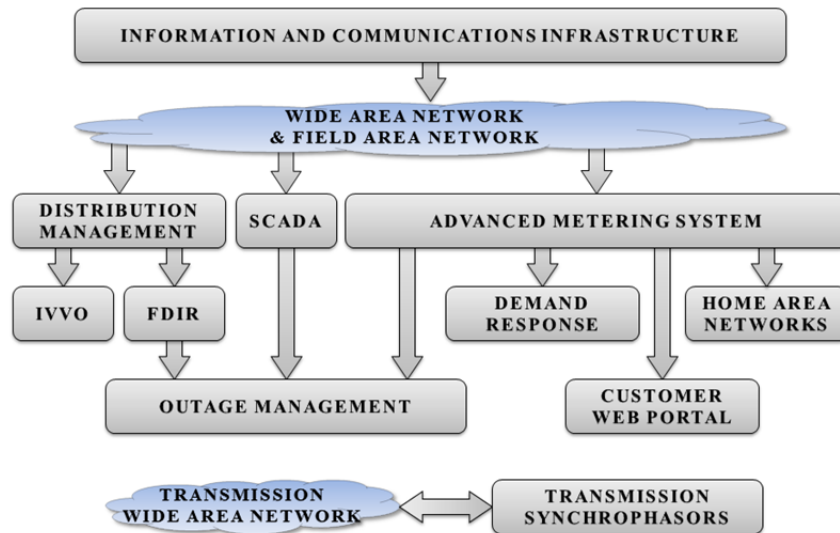 INFORMATION AND COMMUNICATIONS INFRASTRUCTURE
WIDE AREA NETWORK
& FIELD AREA NETWORK
DISTRIBUTION
MANAGEMENT
SCADA
ADVANCED METERING SYSTEM
IVVO
FDIR
DEMAND
RESPONSE
HOME AREA
NETWORKS
OUTAGE MANAGEMENT
CUSTOMER
WEB PORTAL
TRANSMISSION
WIDE AREA NETWORK
TRANSMISSION
SYNCHROPHASORS